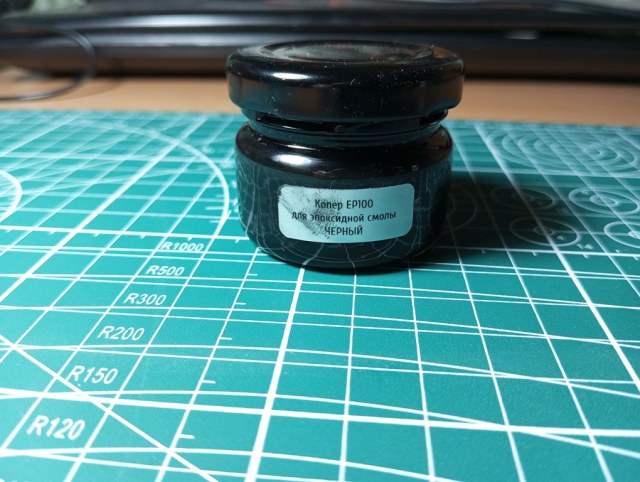 Колер EP100
для эпоксидной смолы
ЧЕРНЫЙ
R1000
R500
R300
R200
R150
R120